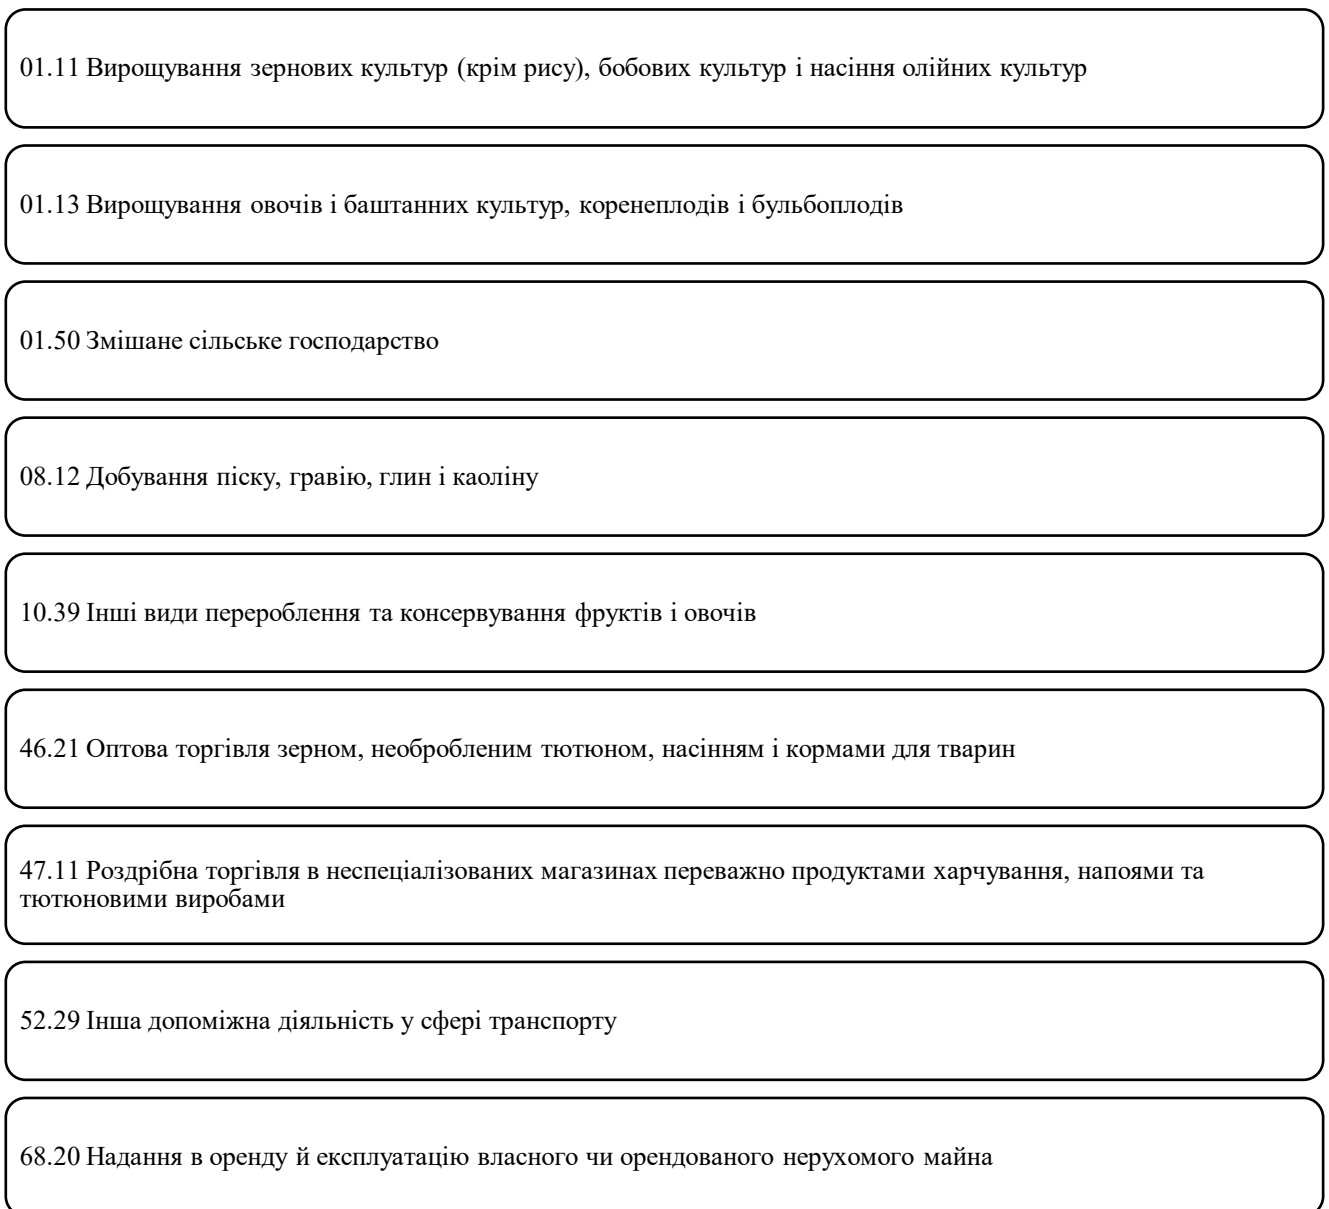 01.11 Вирощування зернових культур (крім рису), бобових культур і насіння олійних культур
01.13 Вирощування овочів і баштанних культур, коренеплодів і бульбоплодів
01.50 Змішане сільське господарство
08.12 Добування піску, гравію, глин і каоліну
10.39 Інші види перероблення та консервування фруктів і овочів
46.21 Оптова торгівля зерном, необробленим тютюном, насінням і кормами для тварин
47.11 Роздрібна торгівля в неспеціалізованих магазинах переважно продуктами харчування, напоями та
тютюновими виробами
52.29 Інша допоміжна діяльність у сфері транспорту
68.20 Надання в оренду й експлуатацію власного чи орендованого нерухомого майна